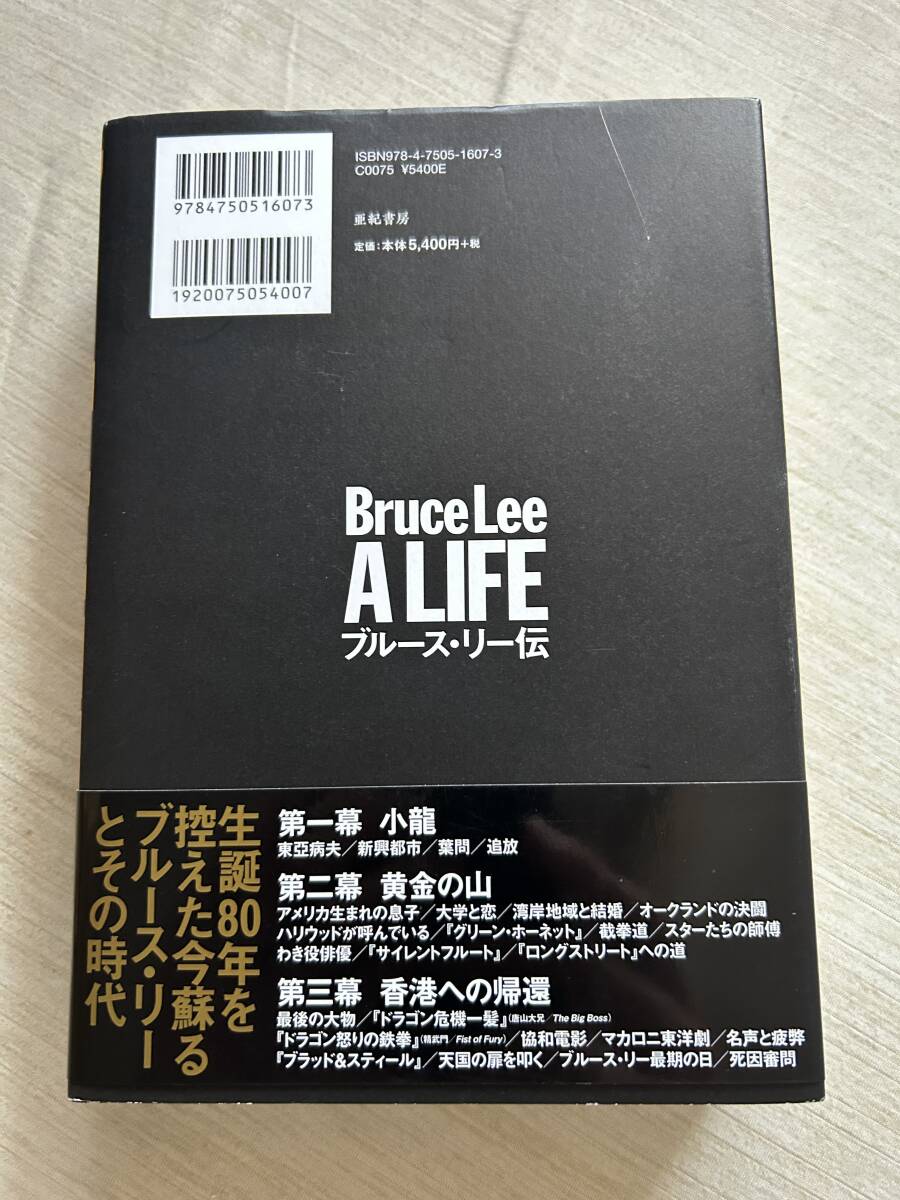 9784750516073
1920075054007
ISBN978-4-7505-1607-3
C0075 ¥5400E
亜紀書房
定価:本体5,400円+税
Bruce Lee
A LIFE
ブルース・リー伝
生誕80年を
控えた今蘇る
ブルース・リー
とその時代
第一幕 小龍
東亞病夫/新興都市/葉問/追放
第二幕 黄金の山
アメリカ生まれの息子/大学と恋/湾岸地域と結婚/オークランドの決闘
ハリウッドが呼んでいる/『グリーン・ホーネット』/截拳道/スターたちの師傅
わき役俳優/『サイレントフルート』/『ロングストリート』への道
第三幕 香港への帰還
最後の大物/『ドラゴン危機一髪』(唐山大兄/The Big Boss)
『ドラゴン怒りの鉄拳』(精武門/Fist of Fury)/協和電影/マカロニ東洋劇/名声と疲弊
『ブラッド&スティール』/天国の扉を叩く/ブルース・リー最期の日/死因審問